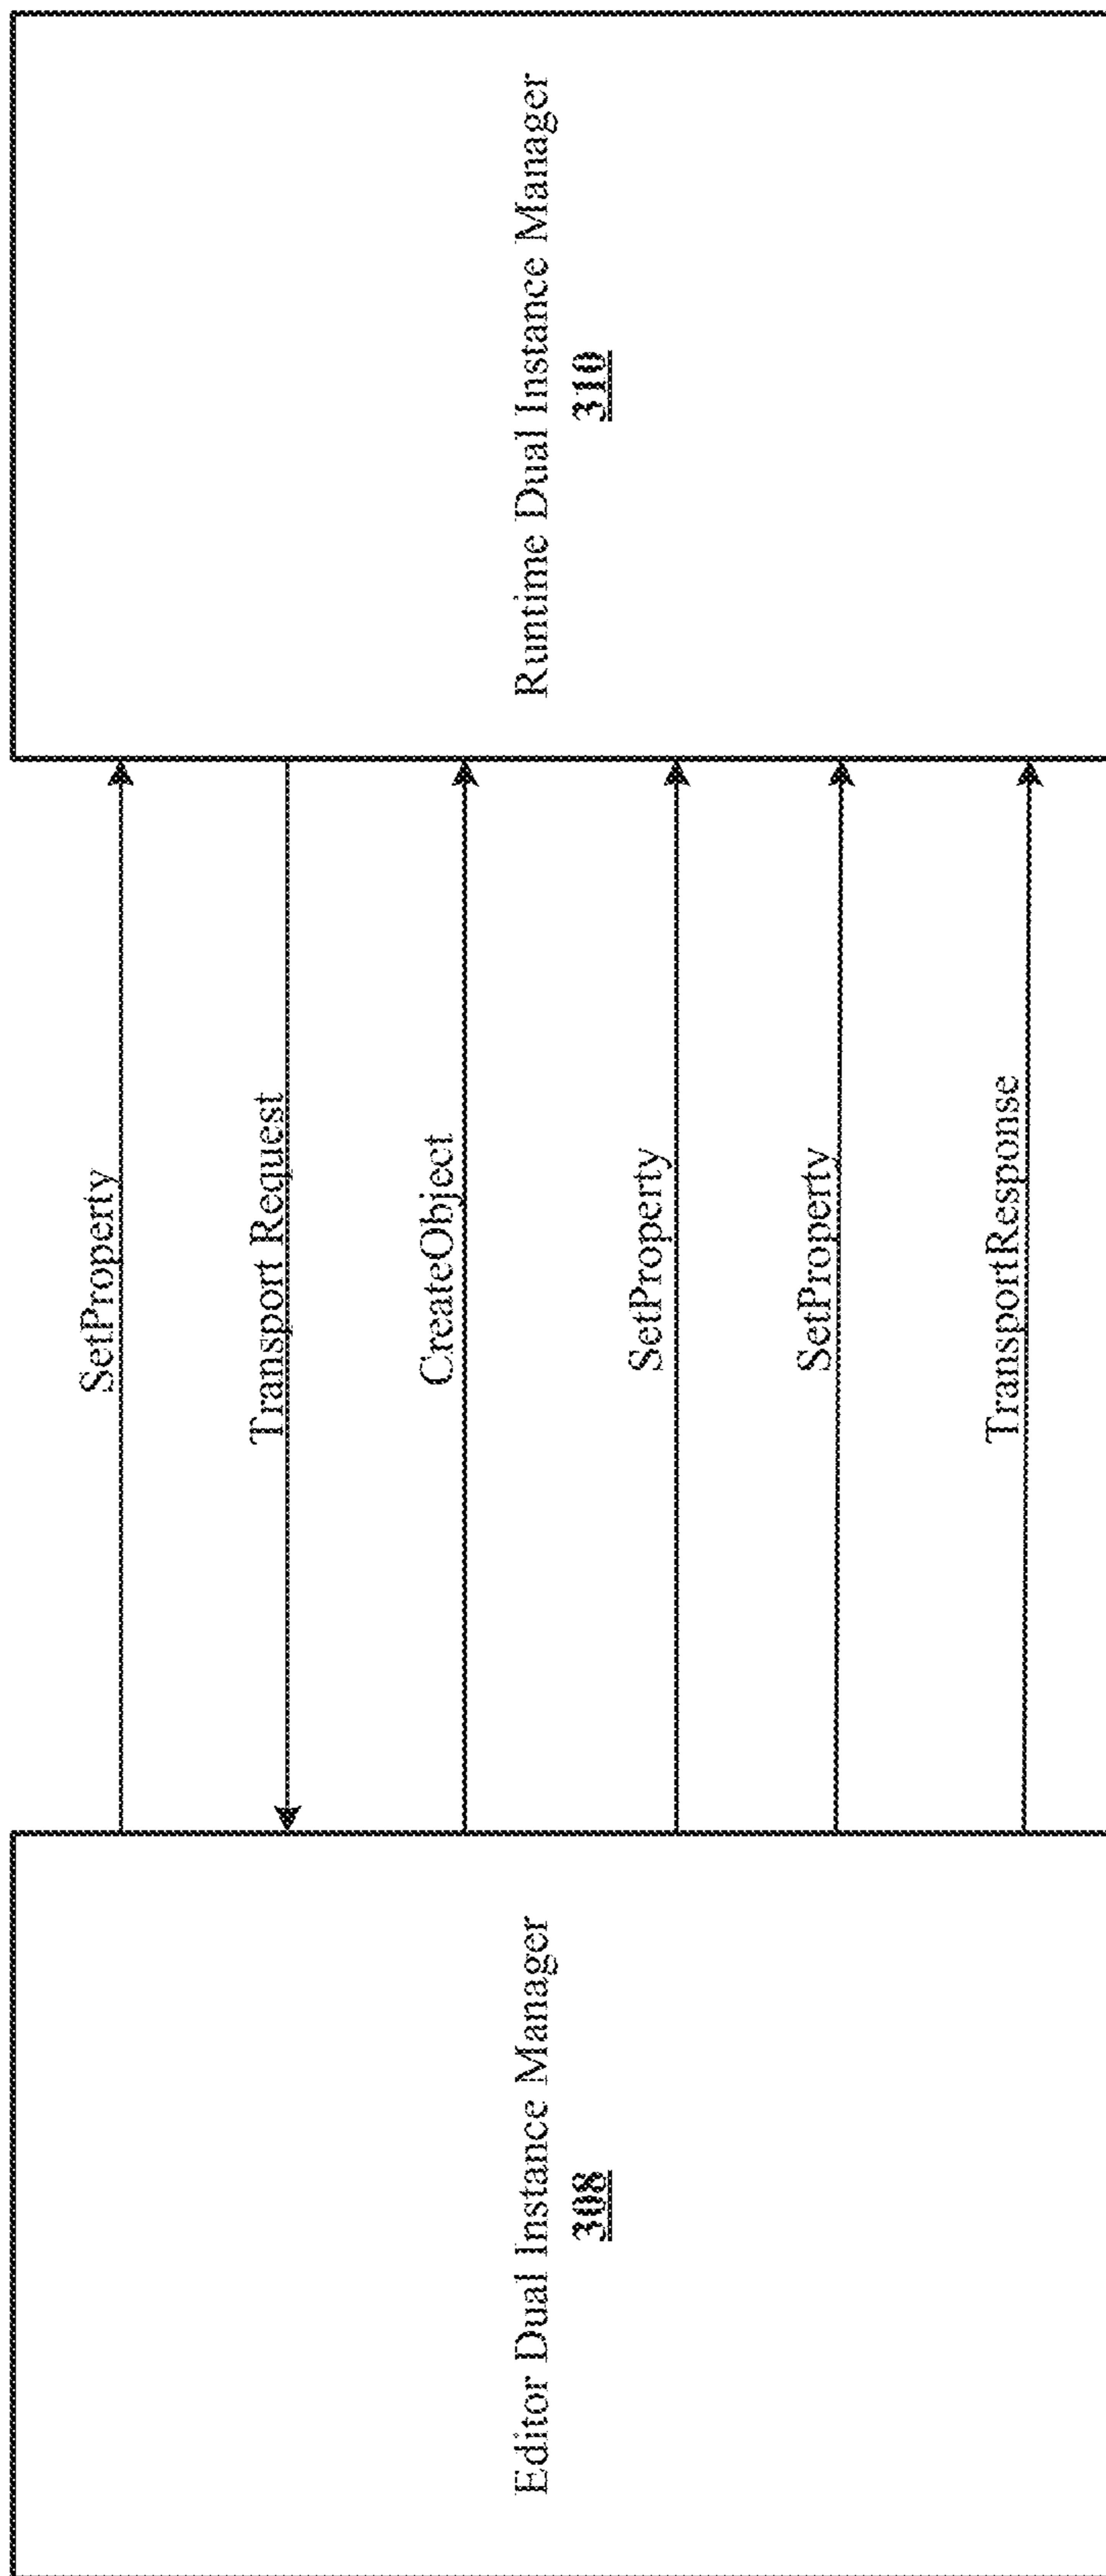 Editor Dual Instance Manager
308
SetProperty
Transport Request
CreateObject
SetProperty
SetProperty
TransportResponse
Runtime Dual Instance Manager
310